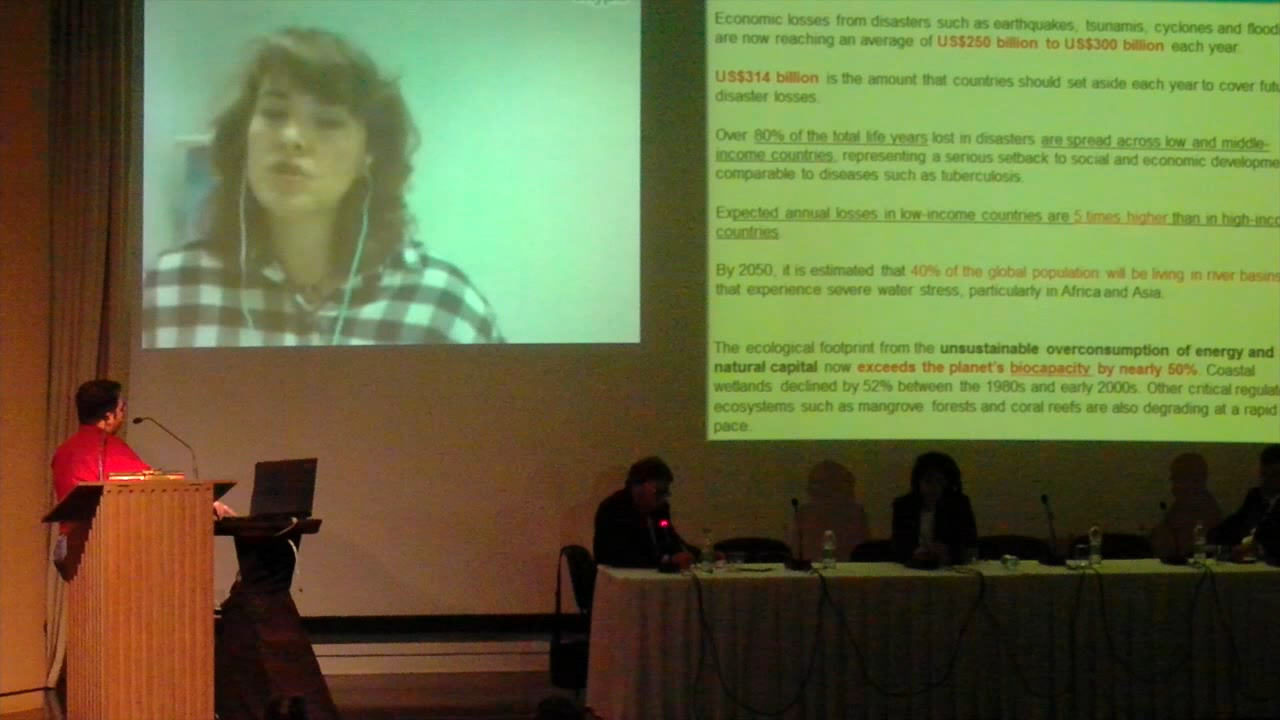 Economic losses from disasters such as earthquakes, tsunamis, cyclones and
are now reaching an average of US$250 billion to US$300 billion each year.
US$314 billion is the amount that countries should set aside each year to cover
disaster losses.
Over 80% of the total life years lost in disasters are spread across low and middle-
income countries, representing a serious setback to social and economic
comparable to diseases such as tuberculosis.
Expected annual losses in low-income countries are 5 times higher than in
countries.
By 2050, it is estimated that 40% of the global population will be living in river basins
that experience severe water stress, particularly in Africa and Asia.
The ecological footprint from the unsustainable overconsumption of energy and
natural capital now exceeds the planet's biocapacity by nearly 50%. Coastal
wetlands declined by 52% between the 1980s and early 2000s. Other critical
ecosystems such as mangrove forests and coral reefs are also degrading at a rapid
pace.